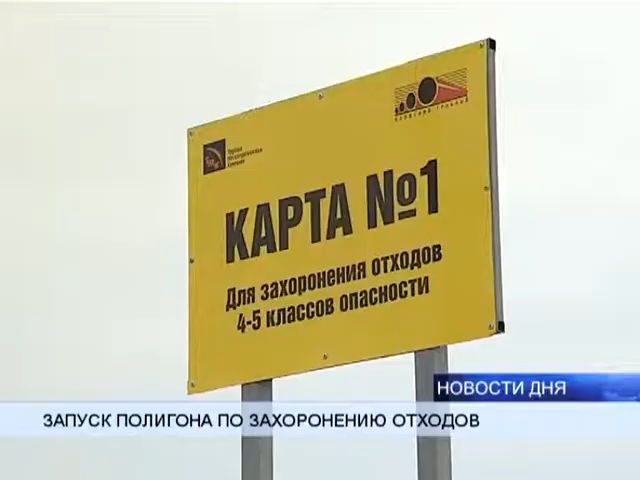 КАРТА №1
Для захоронения отходов
4-5 классов опасности
НОВОСТИ ДНЯ
ЗАПУСК ПОЛИГОНА ПО ЗАХОРОНЕНИЮ ОТХОДОВ